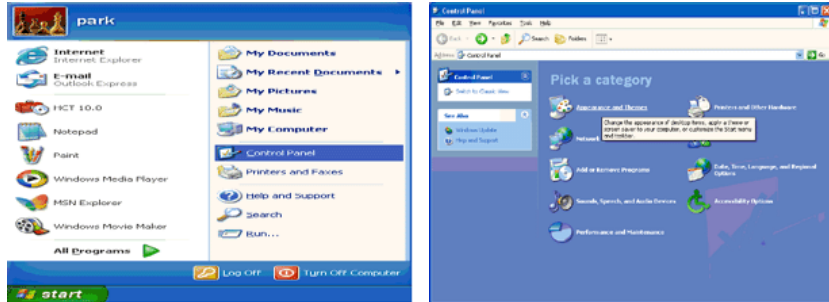 park
Internet
Internet Explorer
E-mail
Outlook Express
HCT 10.0
Notepad
Paint
Windows Media Player
MSN Explorer
Windows Movie Maker
All Programs
My Documents
My Recent Documents
My Pictures
My Music
My Computer
Control Panel
Printers and Faxes
Help and Support
Search
Run...
Log Off
Turn Off Computer
start
Control Panel
File Edit View Favorites Tools Help
Back Search Folders
Address Control Panel Go
Control Panel
Switch to Classic View
See Also
Windows Update
Help and Support
Pick a category
Appearance and Themes
Printers and Other Hardware
Change the appearance of desktop items, apply a theme or
screen saver to your computer, or customize the Start menu
and taskbar.
Network
Add or Remove Programs
Date, Time, Language, and Regional
Options
Sounds, Speech, and Audio Devices
Accessibility Options
Performance and Maintenance